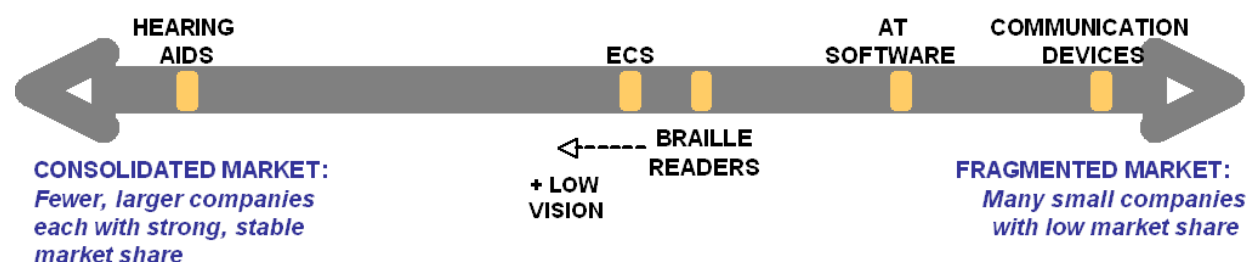 HEARING
AIDS
ECS
AT
SOFTWARE
COMMUNICATION
DEVICES
BRAILLE
READERS
+ LOW
VISION
CONSOLIDATED MARKET:
Fewer, larger companies
each with strong, stable
market share
FRAGMENTED MARKET:
Many small companies
with low market share